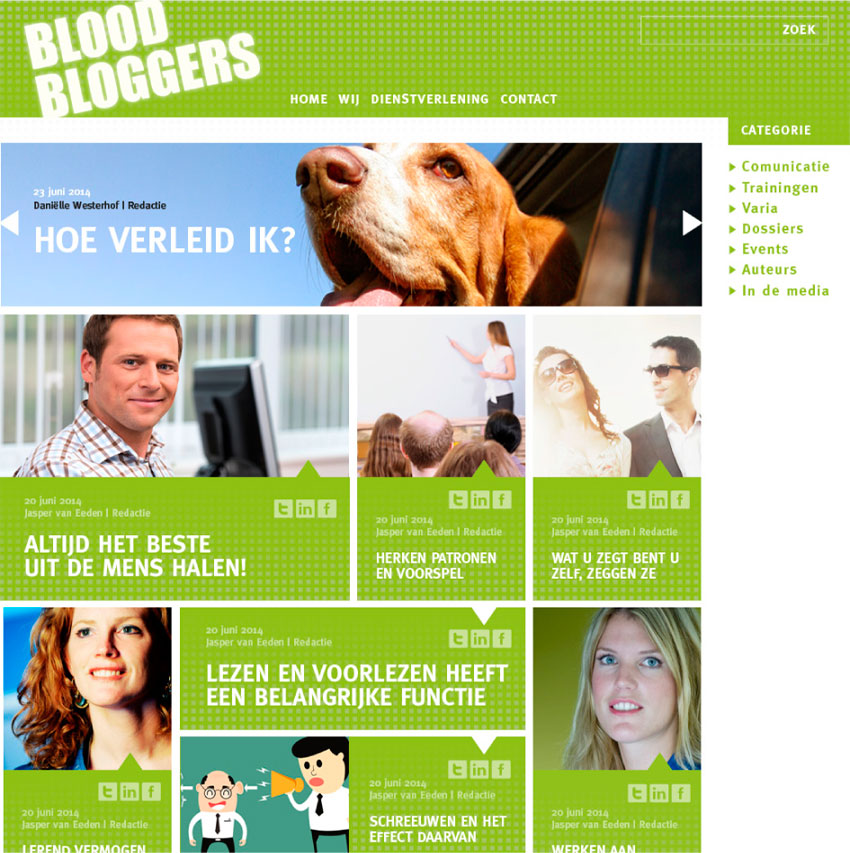 BLOOD
BLOGGERS
ZOEK
HOME WIJ DIENSTVERLENING CONTACT
CATEGORIE
Comunicatie
Trainingen
Varia
Dossiers
Events
Auteurs
In de media
23 juni 2014
Daniëlle Westerhof | Redactie
HOE VERLEID IK?
20 juni 2014
Jasper van Eeden | Redactie
ALTIJD HET BESTE
UIT DE MENS HALEN!
20 juni 2014
Jasper van Eeden | Redactie
HERKEN PATRONEN
EN VOORSPEL
20 juni 2014
Jasper van Eeden | Redactie
WAT U ZEGT BENT U
ZELF, ZEGGEN ZE
20 juni 2014
Jasper van Eeden | Redactie
LEZEN EN VOORLEZEN HEEFT
EEN BELANGRIJKE FUNCTIE
20 juni 2014
Jasper van Eeden | Redactie
LEREND VERMOGEN
20 juni 2014
Jasper van Eeden | Redactie
SCHREEUWEN EN HET
EFFECT DAARVAN
20 juni 2014
Jasper van Eeden | Redactie
WERKEN AAN